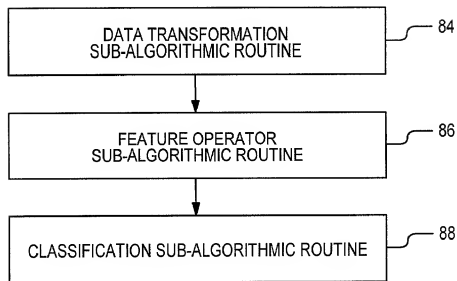 DATA TRANSFORMATION
SUB-ALGORITHMIC ROUTINE
84
FEATURE OPERATOR
SUB-ALGORITHMIC ROUTINE
86
CLASSIFICATION SUB-ALGORITHMIC ROUTINE
88